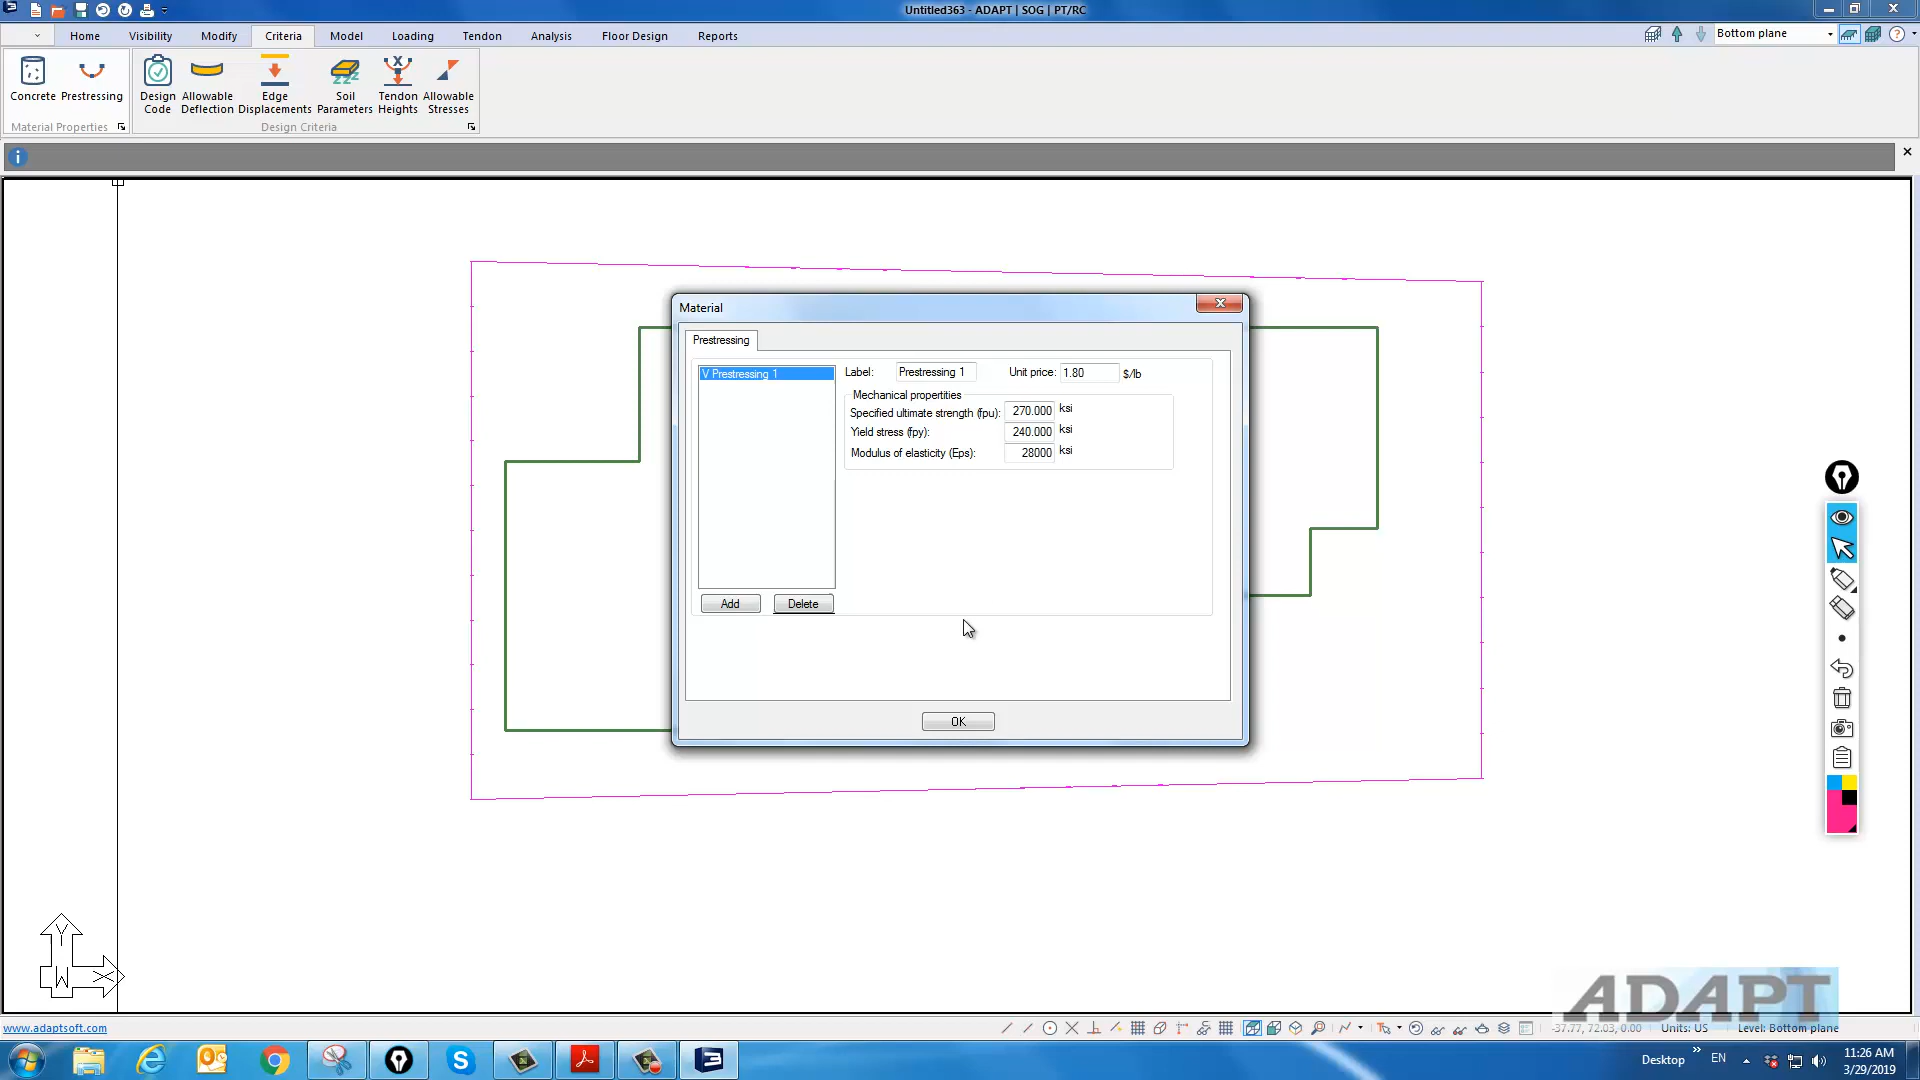 Untitled363 - ADAPT | SOG | PT/RC
Home Visibility Modify Criteria Model Loading Tendon Analysis Floor Design Reports
Bottom plane
Concrete Prestressing
Design Code
Allowable Deflection
Edge Displacements
Soil Parameters
Tendon Heights
Allowable Stresses
Material Properties
Design Criteria
Material
Prestressing
V Prestressing 1
Label: Prestressing 1 Unit price: 1.80 $/lb
Mechanical propertities
Specified ultimate strength (fpu): 270.000 ksi
Yield stress (fpy): 240.000 ksi
Modulus of elasticity (Eps): 28000 ksi
Add Delete
OK
Y
W X
ADAPT
www.adaptsoft.com
-37.77, 72.03, 0.00 Units: US Level: Bottom plane
Desktop EN
11:26 AM
3/29/2019